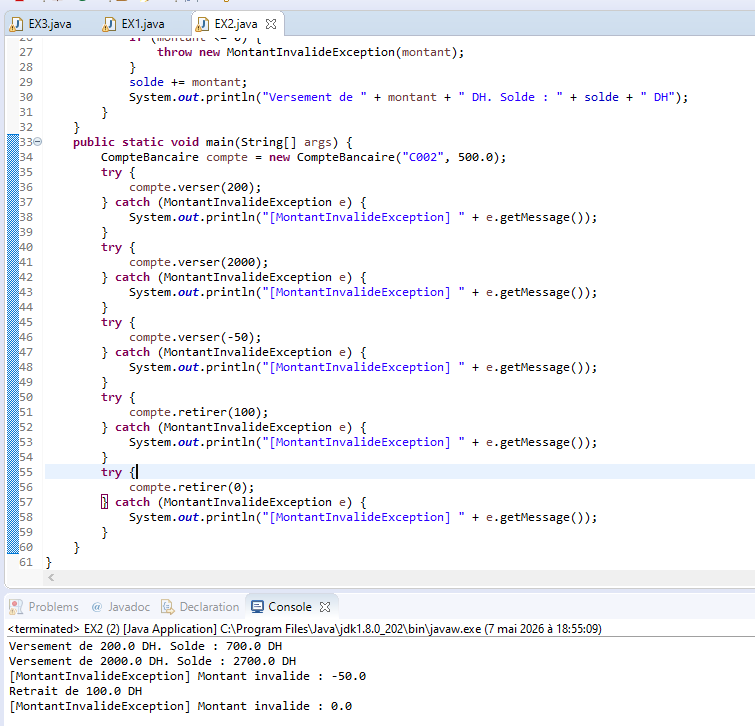 EX3.java EX1.java EX2.java
26 if (montant <= 0) {
27 throw new MontantInvalideException(montant);
28 }
29 solde += montant;
30 System.out.println("Versement de " + montant + " DH. Solde : " + solde + " DH");
31 }
32 }
33 public static void main(String[] args) {
34 CompteBancaire compte = new CompteBancaire("C002", 500.0);
35 try {
36 compte.verser(200);
37 } catch (MontantInvalideException e) {
38 System.out.println("[MontantInvalideException] " + e.getMessage());
39 }
40 try {
41 compte.verser(2000);
42 } catch (MontantInvalideException e) {
43 System.out.println("[MontantInvalideException] " + e.getMessage());
44 }
45 try {
46 compte.verser(-50);
47 } catch (MontantInvalideException e) {
48 System.out.println("[MontantInvalideException] " + e.getMessage());
49 }
50 try {
51 compte.retirer(100);
52 } catch (MontantInvalideException e) {
53 System.out.println("[MontantInvalideException] " + e.getMessage());
54 }
55 try {
56 compte.retirer(0);
57 } catch (MontantInvalideException e) {
58 System.out.println("[MontantInvalideException] " + e.getMessage());
59 }
60 }
61 }
Problems @ Javadoc Declaration Console
<terminated> EX2 (2) [Java Application] C:\Program Files\Java\jdk1.8.0_202\bin\javaw.exe (7 mai 2026 à 18:55:09)
Versement de 200.0 DH. Solde : 700.0 DH
Versement de 2000.0 DH. Solde : 2700.0 DH
[MontantInvalideException] Montant invalide : -50.0
Retrait de 100.0 DH
[MontantInvalideException] Montant invalide : 0.0